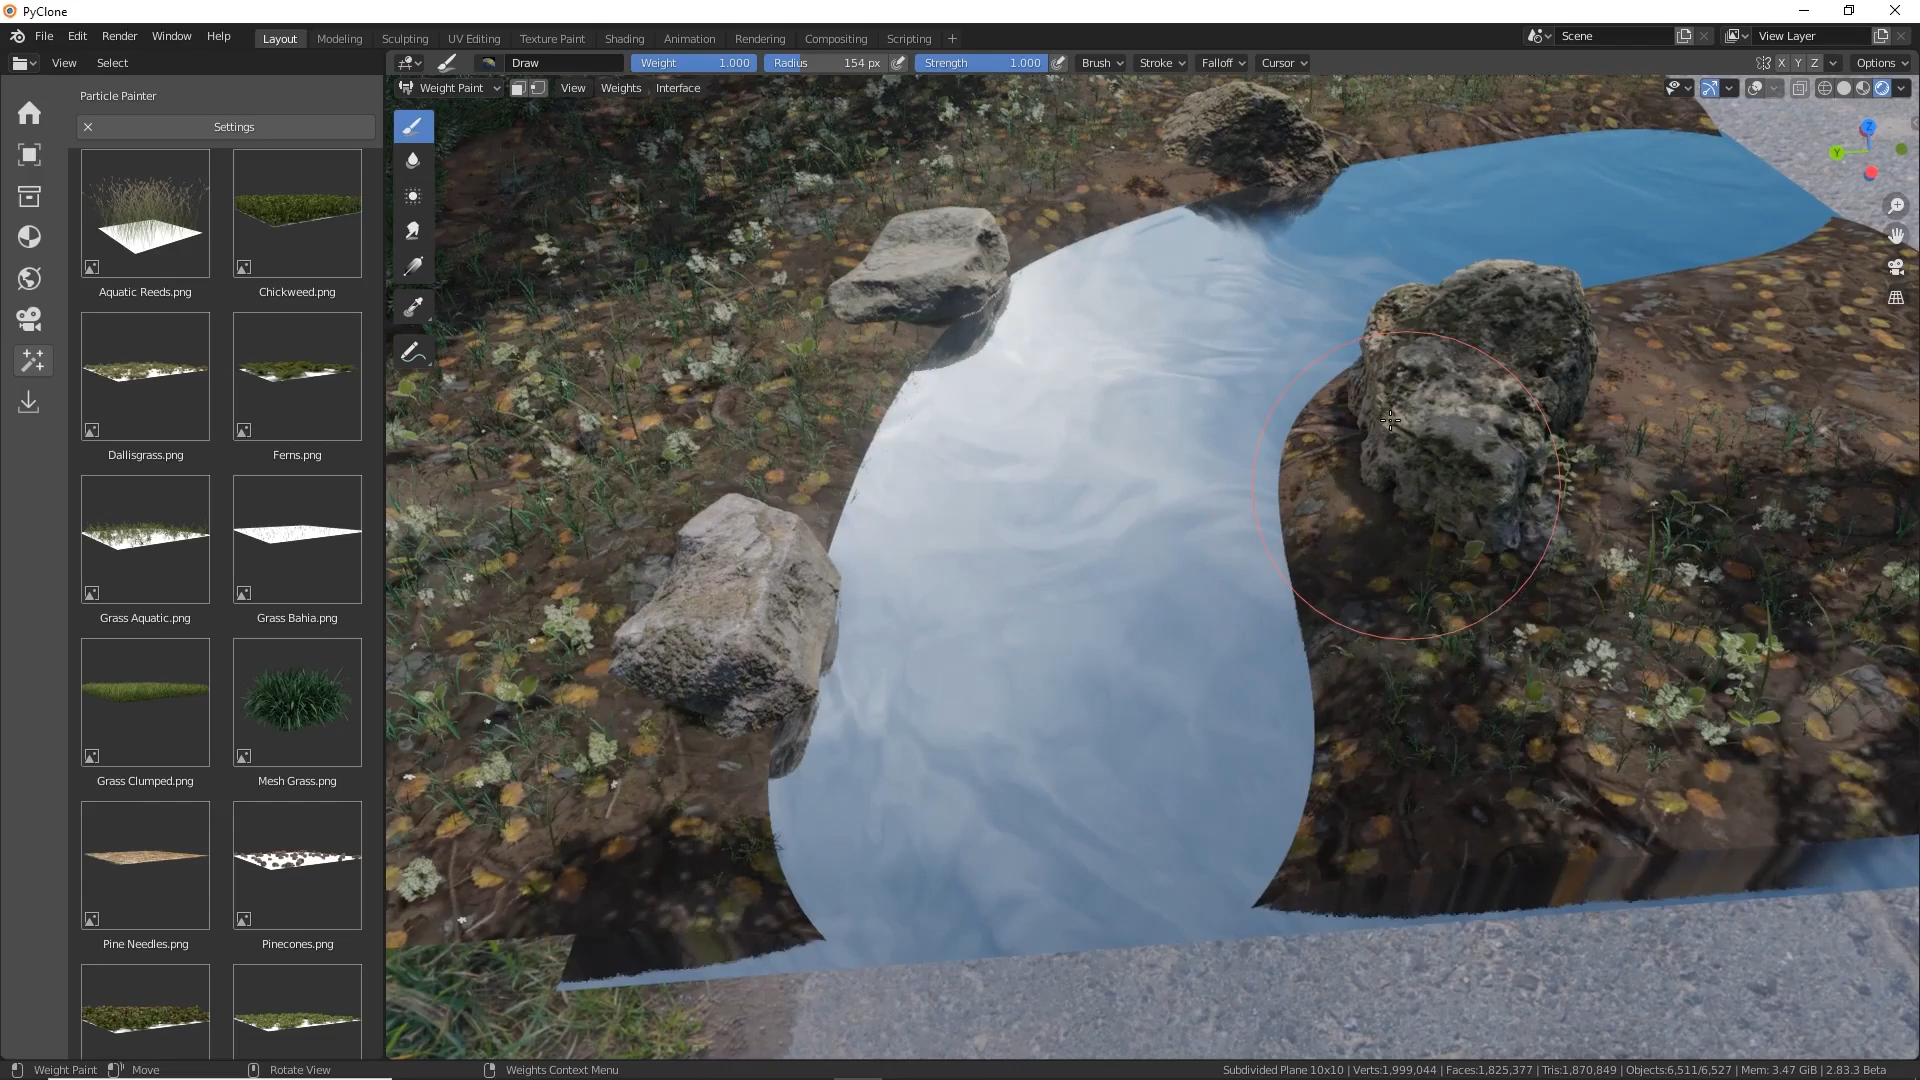 PyClone
File Edit Render Window Help
Layout Modeling Sculpting UV Editing Texture Paint Shading Animation Rendering Compositing Scripting +
Scene View Layer
View Select
Draw Weight 1.000 Radius 154 px Strength 1.000 Brush Stroke Falloff Cursor X Y Z Options
Weight Paint View Weights Interface
Particle Painter
Settings
Z
Y
Aquatic Reeds.png Chickweed.png
Dallisgrass.png Ferns.png
Grass Aquatic.png Grass Bahia.png
Grass Clumped.png Mesh Grass.png
Pine Needles.png Pinecones.png
Weight Paint Move Rotate View Weights Context Menu Subdivided Plane 10x10 | Verts:1,999,044 | Faces:1,825,377 | Tris:1,870,849 | Objects:6,511/6,527 | Mem: 3.47 GiB | 2.83.3 Beta